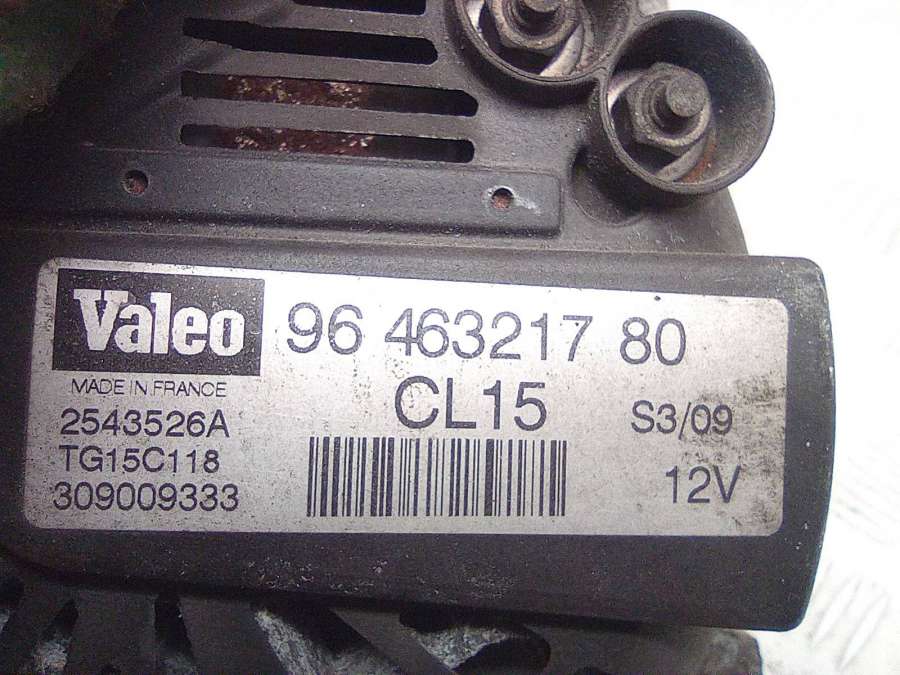 Valeo 96 463217 80
MADE IN FRANCE CL15 S3/09
2543526A
TG15C118 12V
309009333